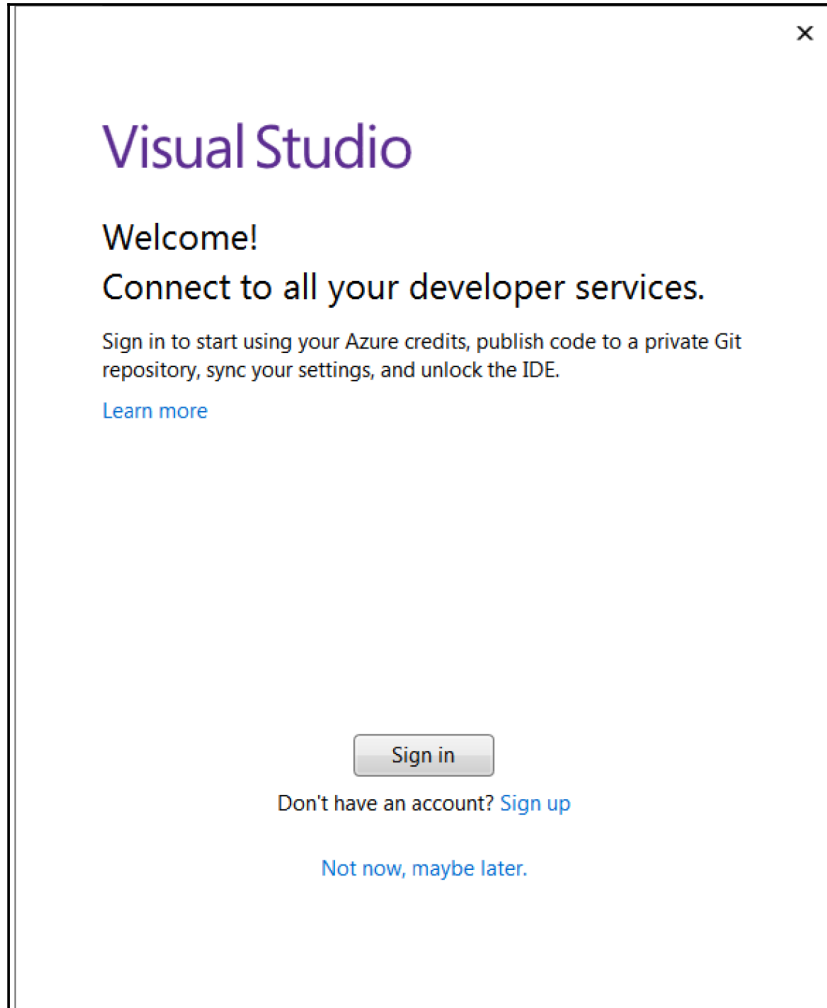 Visual Studio
Welcome!
Connect to all your developer services.
Sign in to start using your Azure credits, publish code to a private Git
repository, sync your settings, and unlock the IDE.
Learn more
Sign in
Don't have an account? Sign up
Not now, maybe later.